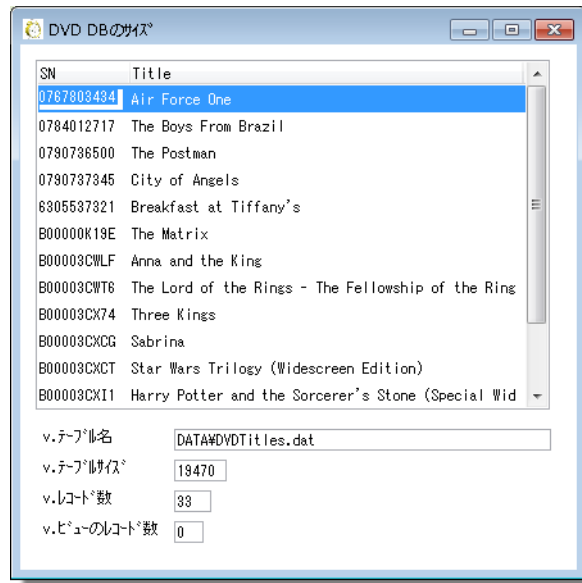 DVD DBのｻｲｽﾞ
SN Title
0767803434 Air Force One
0784012717 The Boys From Brazil
0790736500 The Postman
0790737345 City of Angels
6305537321 Breakfast at Tiffany's
B00000K19E The Matrix
B00003CWLF Anna and the King
B00003CWT6 The Lord of the Rings - The Fellowship of the Ring
B00003CX74 Three Kings
B00003CXCG Sabrina
B00003CXCT Star Wars Trilogy (Widescreen Edition)
B00003CXI1 Harry Potter and the Sorcerer's Stone (Special Wid
v.ﾃｰﾌﾞﾙ名 DATA¥DVDTitles.dat
v.ﾃｰﾌﾞﾙｻｲｽﾞ 19470
v.ﾚｺｰﾄﾞ数 33
v.ﾋﾞｭｰのﾚｺｰﾄﾞ数 0